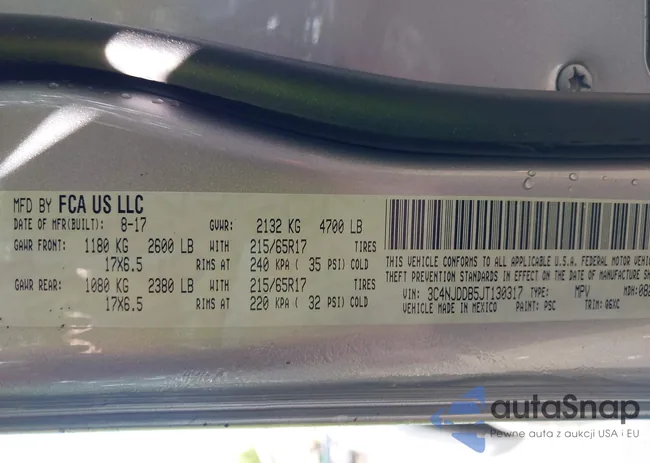 MFD BY FCA US LLC
DATE OF MFR(BUILT): 8-17 GVWR: 2132 KG 4700 LB
GAWR FRONT: 1180 KG 2600 LB WITH 215/65R17 TIRES
17X6.5 RIMS AT 240 KPA ( 35 PSI) COLD
GAWR REAR: 1080 KG 2380 LB WITH 215/65R17 TIRES
17X6.5 RIMS AT 220 KPA ( 32 PSI) COLD
THIS VEHICLE CONFORMS TO ALL APPLICABLE U.S.A. FEDERAL MOTOR VEHIC
THEFT PREVENTION STANDARDS IN EFFECT ON THE DATE OF MANUFACTURE SH
VIN: 3C4NJDDB5JT130317 TYPE: MPV MDH: 082
VEHICLE MADE IN MEXICO PAINT: PSC TRIM: G6XC
autaSnap
Pewne auta z aukcji USA i EU